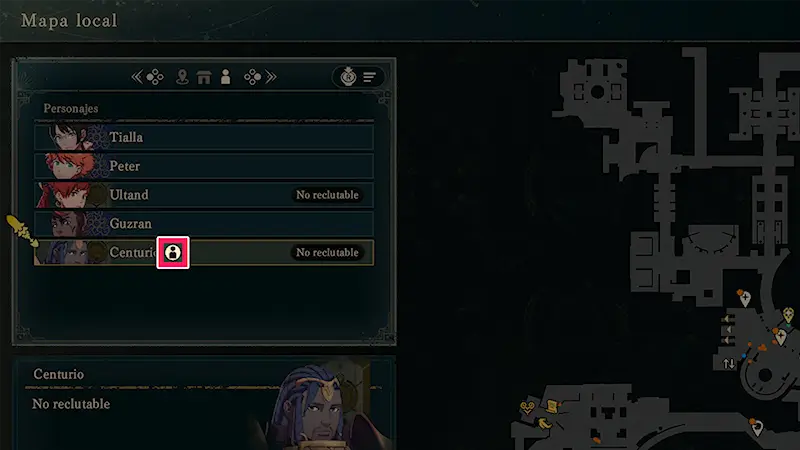 Mapa local
Personajes
Tialla
Peter
Ultand No reclutable
Guzran
Centurio No reclutable
Centurio
No reclutable